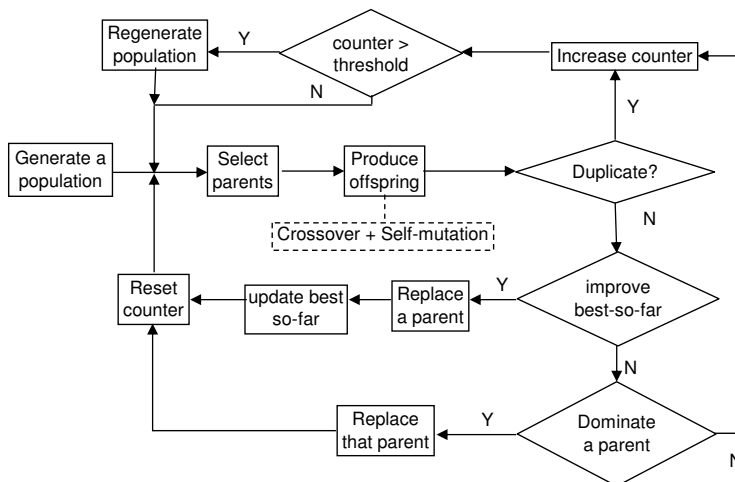 Regenerate
population
Y
counter >
threshold
Increase counter
N
Y
Generate a
population
Select
parents
Produce
offspring
Duplicate?
Crossover + Self-mutation
N
Reset
counter
update best
so-far
Replace
a parent
Y
improve
best-so-far
N
Replace
that parent
Y
Dominate
a parent
N